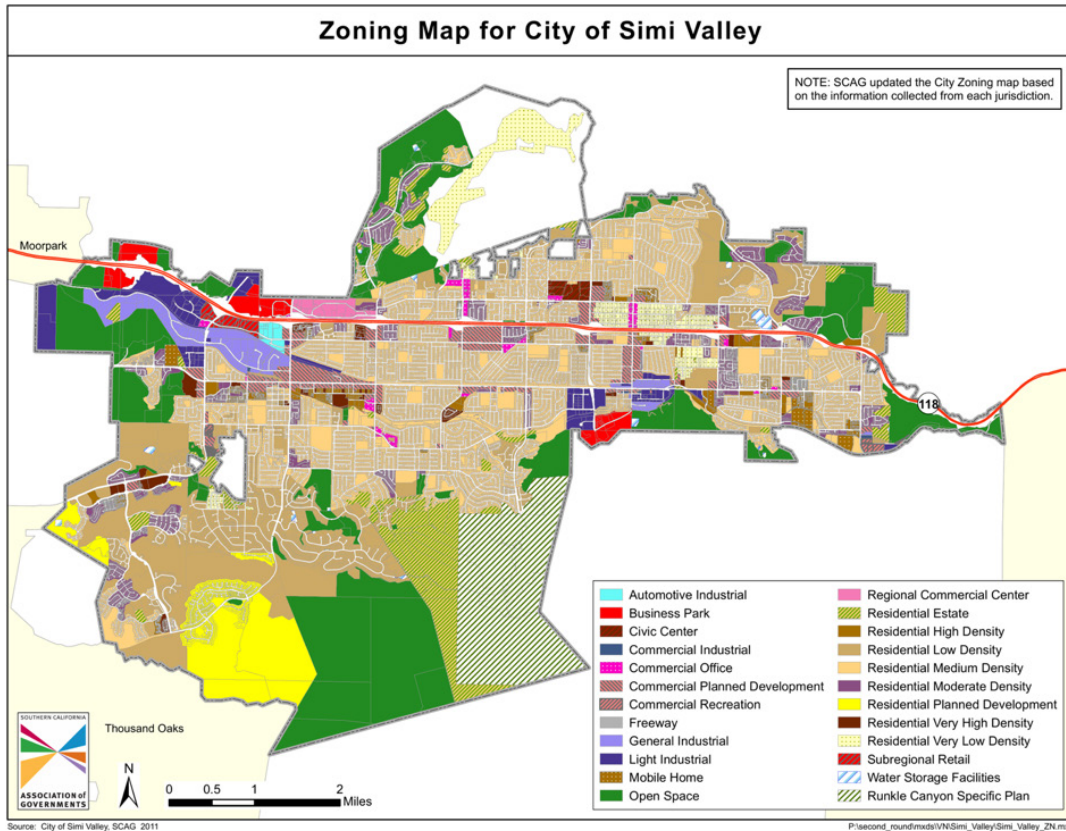 Zoning Map for City of Simi Valley
NOTE: SCAG updated the City Zoning map based
on the information collected from each jurisdiction.
Moorpark
118
Thousand Oaks
Automotive Industrial
Business Park
Civic Center
Commercial Industrial
Commercial Office
Commercial Planned Development
Commercial Recreation
Freeway
General Industrial
Light Industrial
Mobile Home
Open Space
Regional Commercial Center
Residential Estate
Residential High Density
Residential Low Density
Residential Medium Density
Residential Moderate Density
Residential Planned Development
Residential Very High Density
Residential Very Low Density
Subregional Retail
Water Storage Facilities
Runkle Canyon Specific Plan
SOUTHERN CALIFORNIA
ASSOCIATION of
GOVERNMENTS
N
0 0.5 1 2
Miles
Source: City of Simi Valley, SCAG 2011
P:\second_round\mxds\VN\Simi_Valley\Simi_Valley_ZN.m